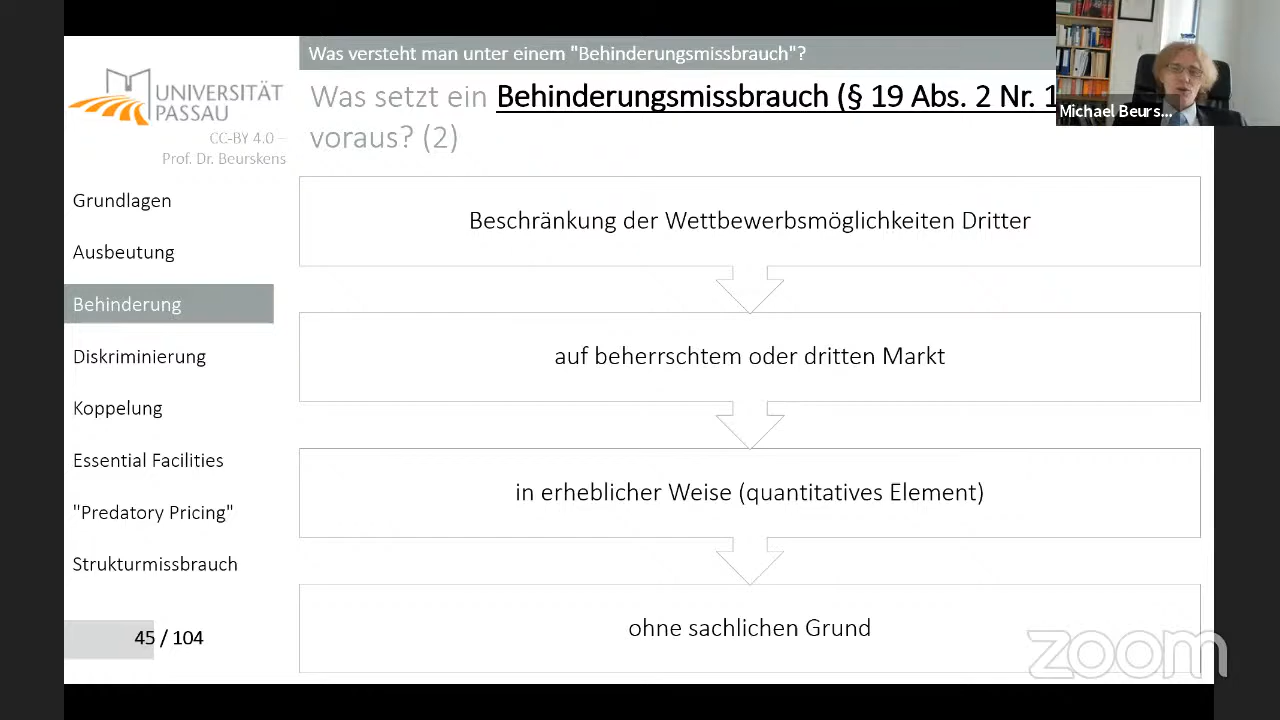 Was versteht man unter einem "Behinderungsmissbrauch"?
Was setzt ein Behinderungsmissbrauch (§ 19 Abs. 2 Nr. 1
voraus? (2)
Michael Beurs...
UNIVERSITÄT
PASSAU
CC-BY 4.0 –
Prof. Dr. Beurskens
Grundlagen
Ausbeutung
Behinderung
Diskriminierung
Koppelung
Essential Facilities
"Predatory Pricing"
Strukturmissbrauch
45 / 104
Beschränkung der Wettbewerbsmöglichkeiten Dritter
auf beherrschtem oder dritten Markt
in erheblicher Weise (quantitatives Element)
ohne sachlichen Grund
zoom